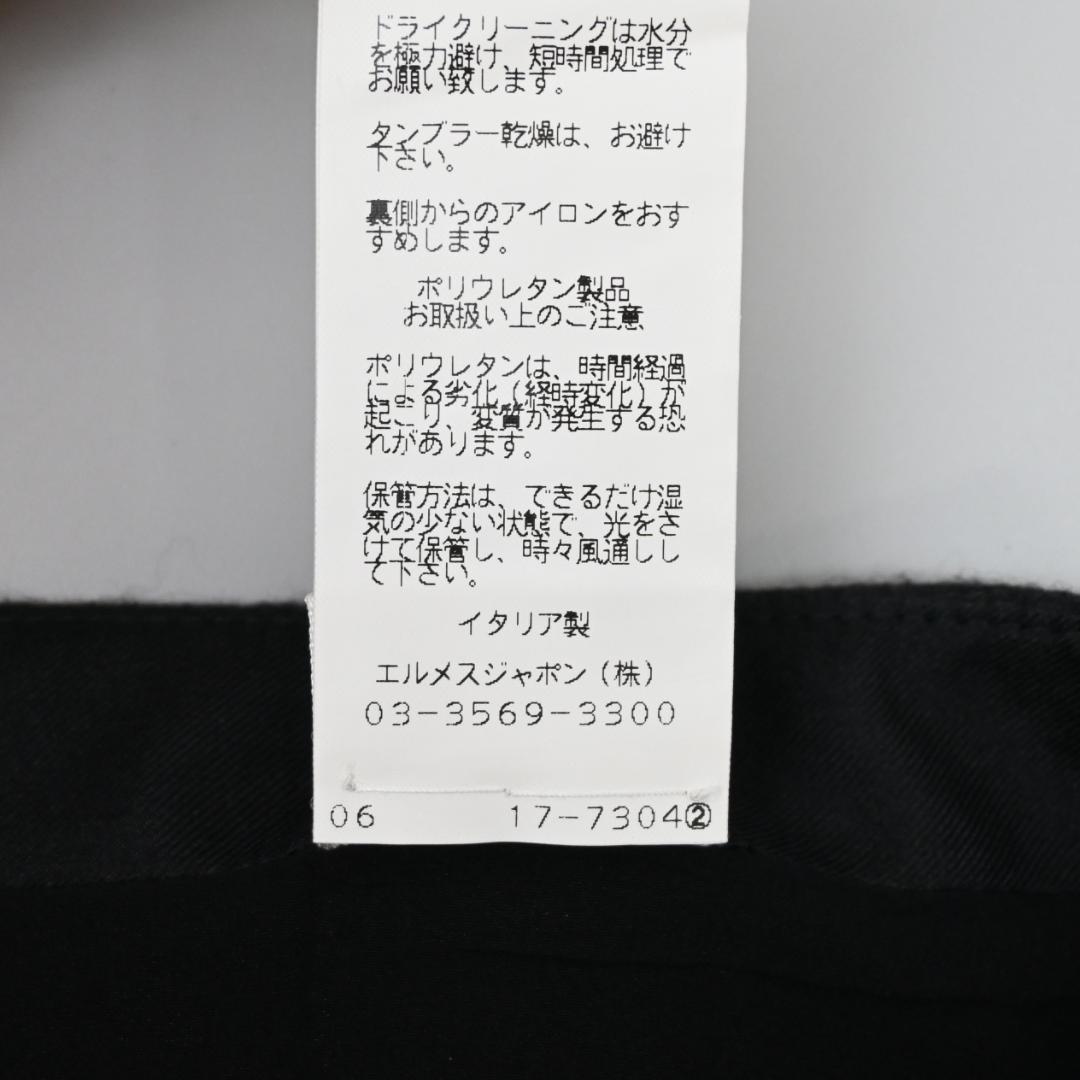 ドライクリーニングは水分
を極力避け、短時間処理で
お願い致します。
タンブラー乾燥は、お避け
下さい。
裏側からのアイロンをおす
すめします。
ポリウレタン製品
お取扱い上のご注意
ポリウレタンは、時間経過
による劣化（経時変化）が
起こり、変質が発生する恐
れがあります。
保管方法は、できるだけ湿
気の少ない状態で、光をさ
けて保管し、時々風通しし
て下さい。
イタリア製
エルメスジャポン（株）
03-3569-3300
06 17-7304②